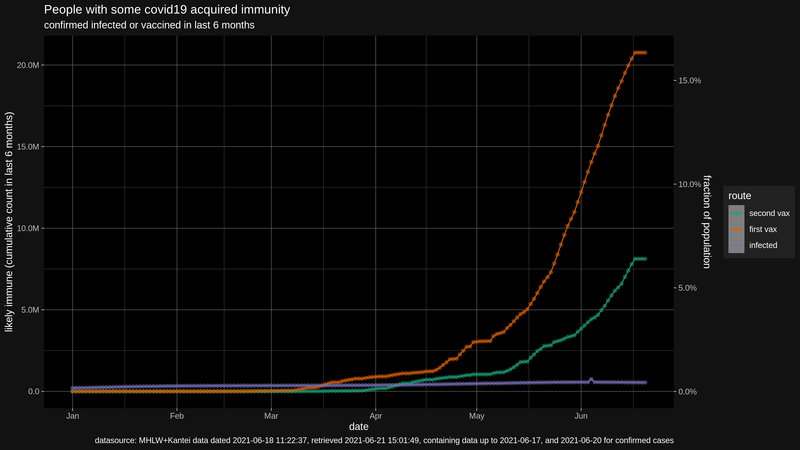 People with some covid19 acquired immunity
confirmed infected or vaccined in last 6 months
20.0M
15.0M
10.0M
5.0M
0.0
likely immune (cumulative count in last 6 months)
15.0%
10.0%
5.0%
0.0%
fraction of population
route
second vax
first vax
infected
Jan Feb Mar Apr May Jun
date
datasource: MHLW+Kantei data dated 2021-06-18 11:22:37, retrieved 2021-06-21 15:01:49, containing data up to 2021-06-17, and 2021-06-20 for confirmed cases